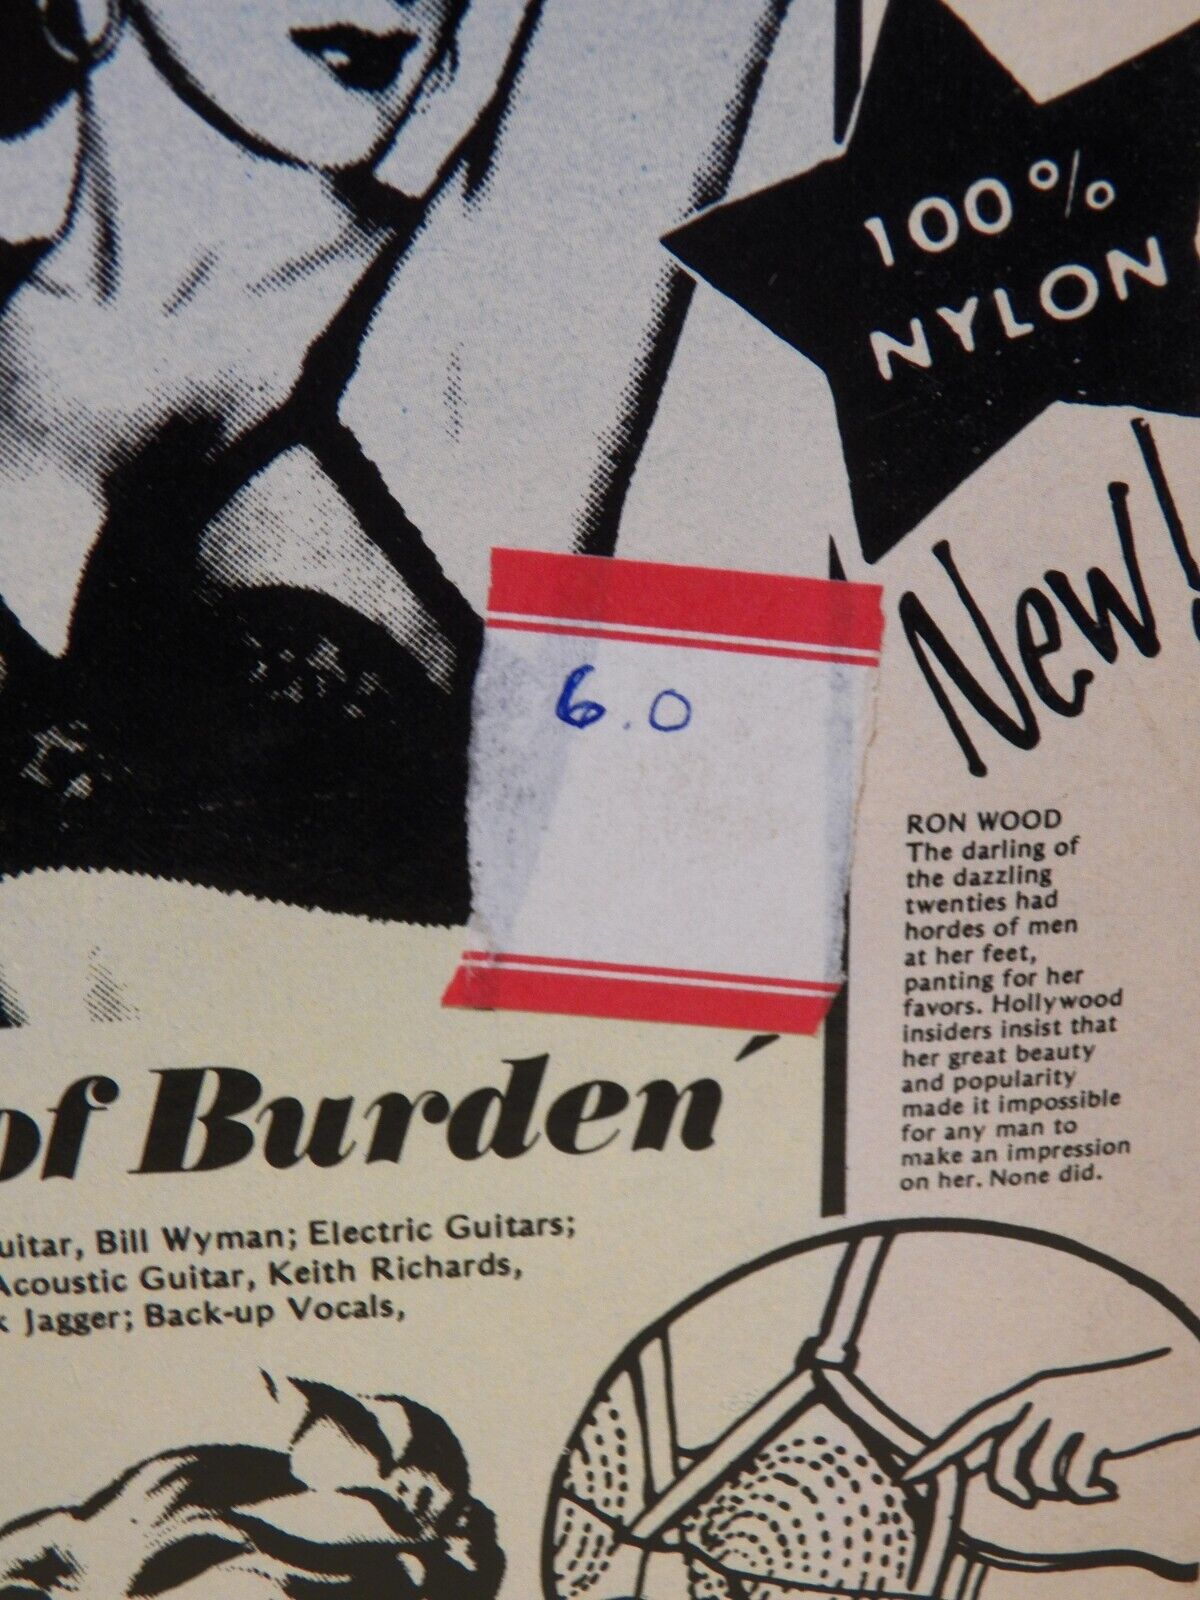 100%
NYLON
New!
6.0
RON WOOD
The darling of
the dazzling
twenties had
hordes of men
at her feet,
panting for her
favors. Hollywood
insiders insist that
her great beauty
and popularity
made it impossible
for any man to
make an impression
on her. None did.
of Burden
uitar, Bill Wyman; Electric Guitars;
Acoustic Guitar, Keith Richards,
k Jagger; Back-up Vocals,